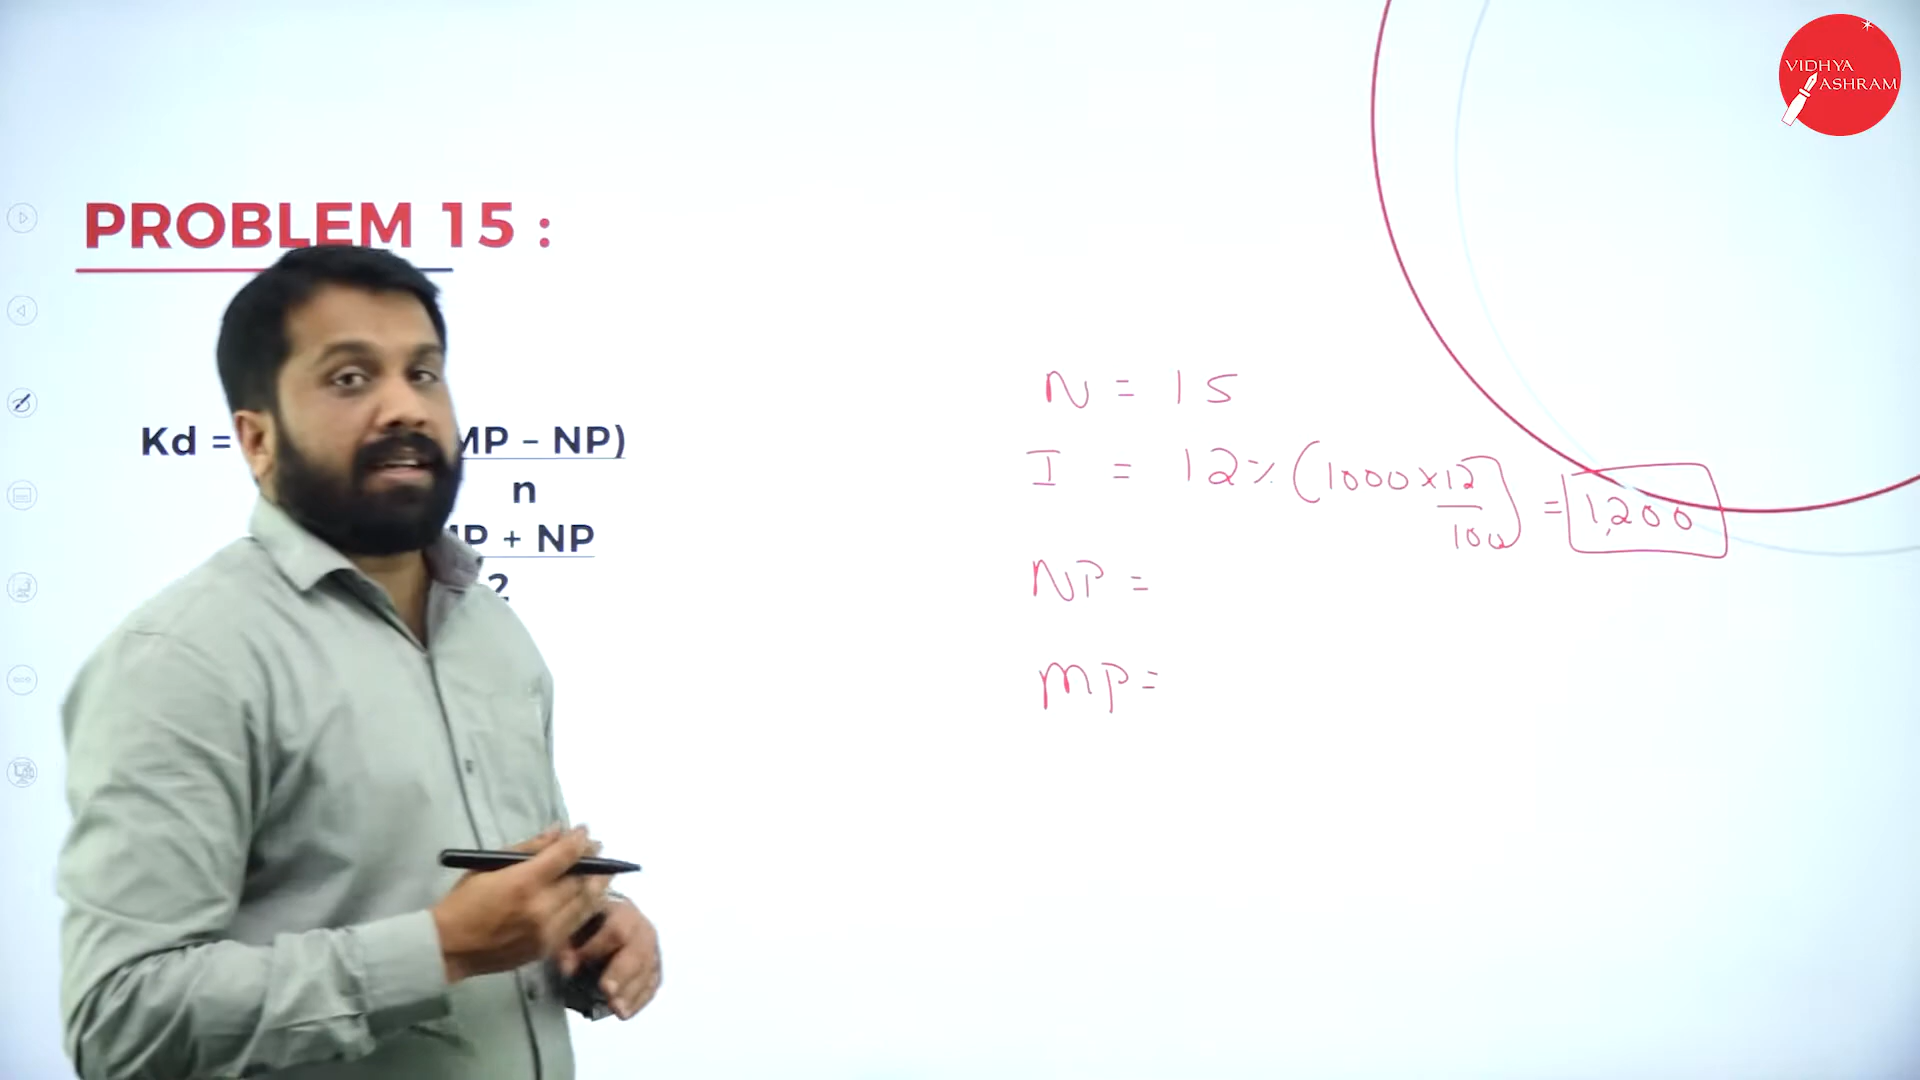 VIDHYA
ASHRAM
PROBLEM 15 :
Kd =
MP – NP)
n
P + NP
2
N = 15
I = 12% (1000 x 12
100) = 1,200
NP =
MP =